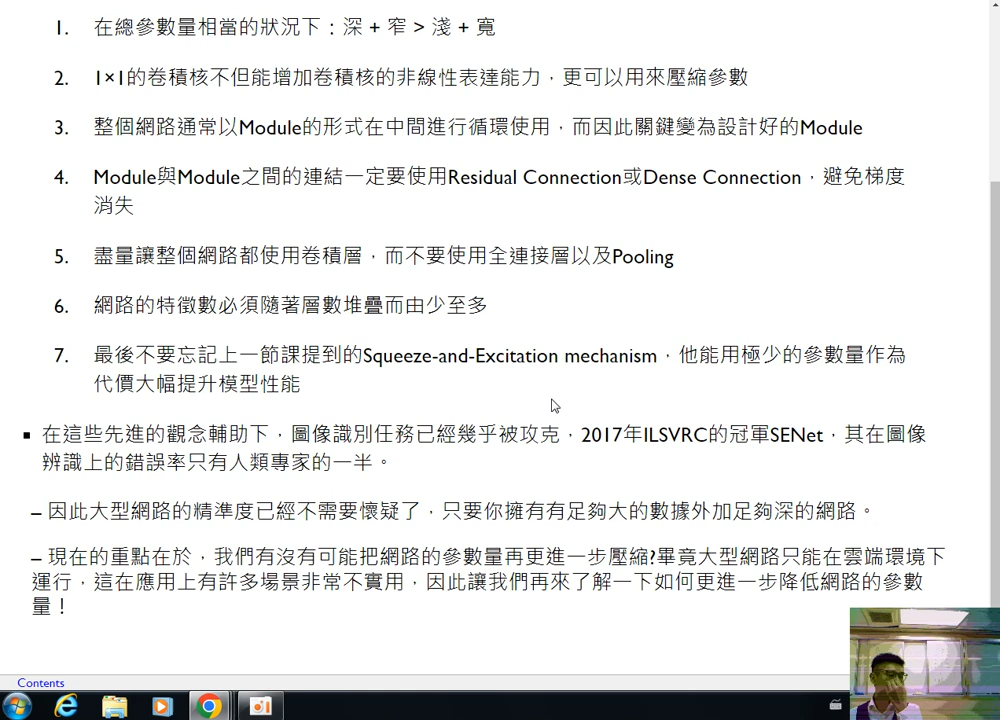 1. 在總參數量相當的狀況下：深 + 窄 > 淺 + 寬
2. 1×1的卷積核不但能增加卷積核的非線性表達能力，更可以用來壓縮參數
3. 整個網路通常以Module的形式在中間進行循環使用，而因此關鍵變為設計好的Module
4. Module與Module之間的連結一定要使用Residual Connection或Dense Connection，避免梯度
消失
5. 盡量讓整個網路都使用卷積層，而不要使用全連接層以及Pooling
6. 網路的特徵數必須隨著層數堆疊而由少至多
7. 最後不要忘記上一節課提到的Squeeze-and-Excitation mechanism，他能用極少的參數量作為
代價大幅提升模型性能
▪ 在這些先進的觀念輔助下，圖像識別任務已經幾乎被攻克，2017年ILSVRC的冠軍SENet，其在圖像
辨識上的錯誤率只有人類專家的一半。
– 因此大型網路的精準度已經不需要懷疑了，只要你擁有有足夠大的數據外加足夠深的網路。
– 現在的重點在於，我們有沒有可能把網路的參數量再更進一步壓縮?畢竟大型網路只能在雲端環境下
運行，這在應用上有許多場景非常不實用，因此讓我們再來了解一下如何更進一步降低網路的參數
量！
Contents